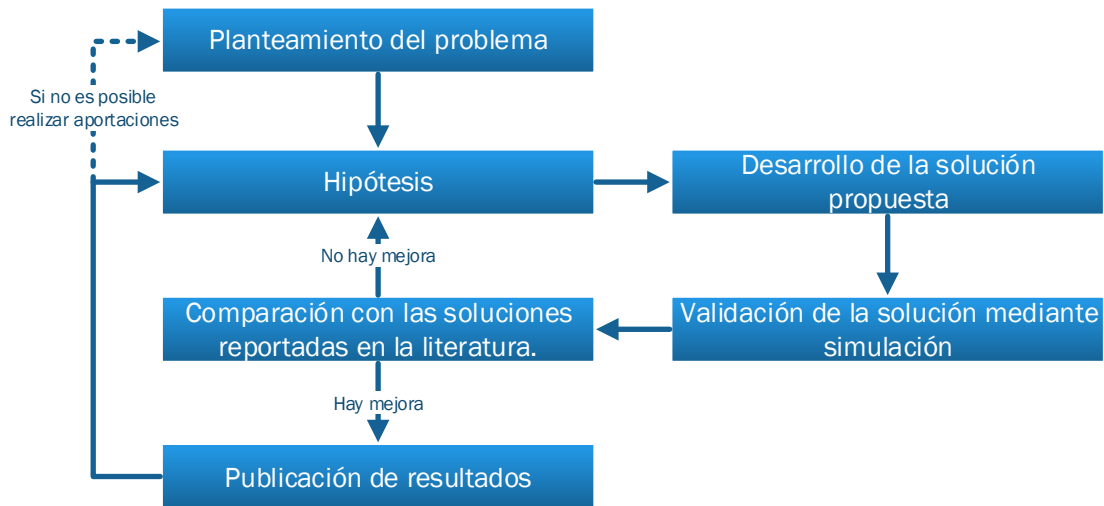 Planteamiento del problema
Si no es posible
realizar aportaciones
Hipótesis
Desarrollo de la solución
propuesta
No hay mejora
Comparación con las soluciones
reportadas en la literatura.
Validación de la solución mediante
simulación
Hay mejora
Publicación de resultados